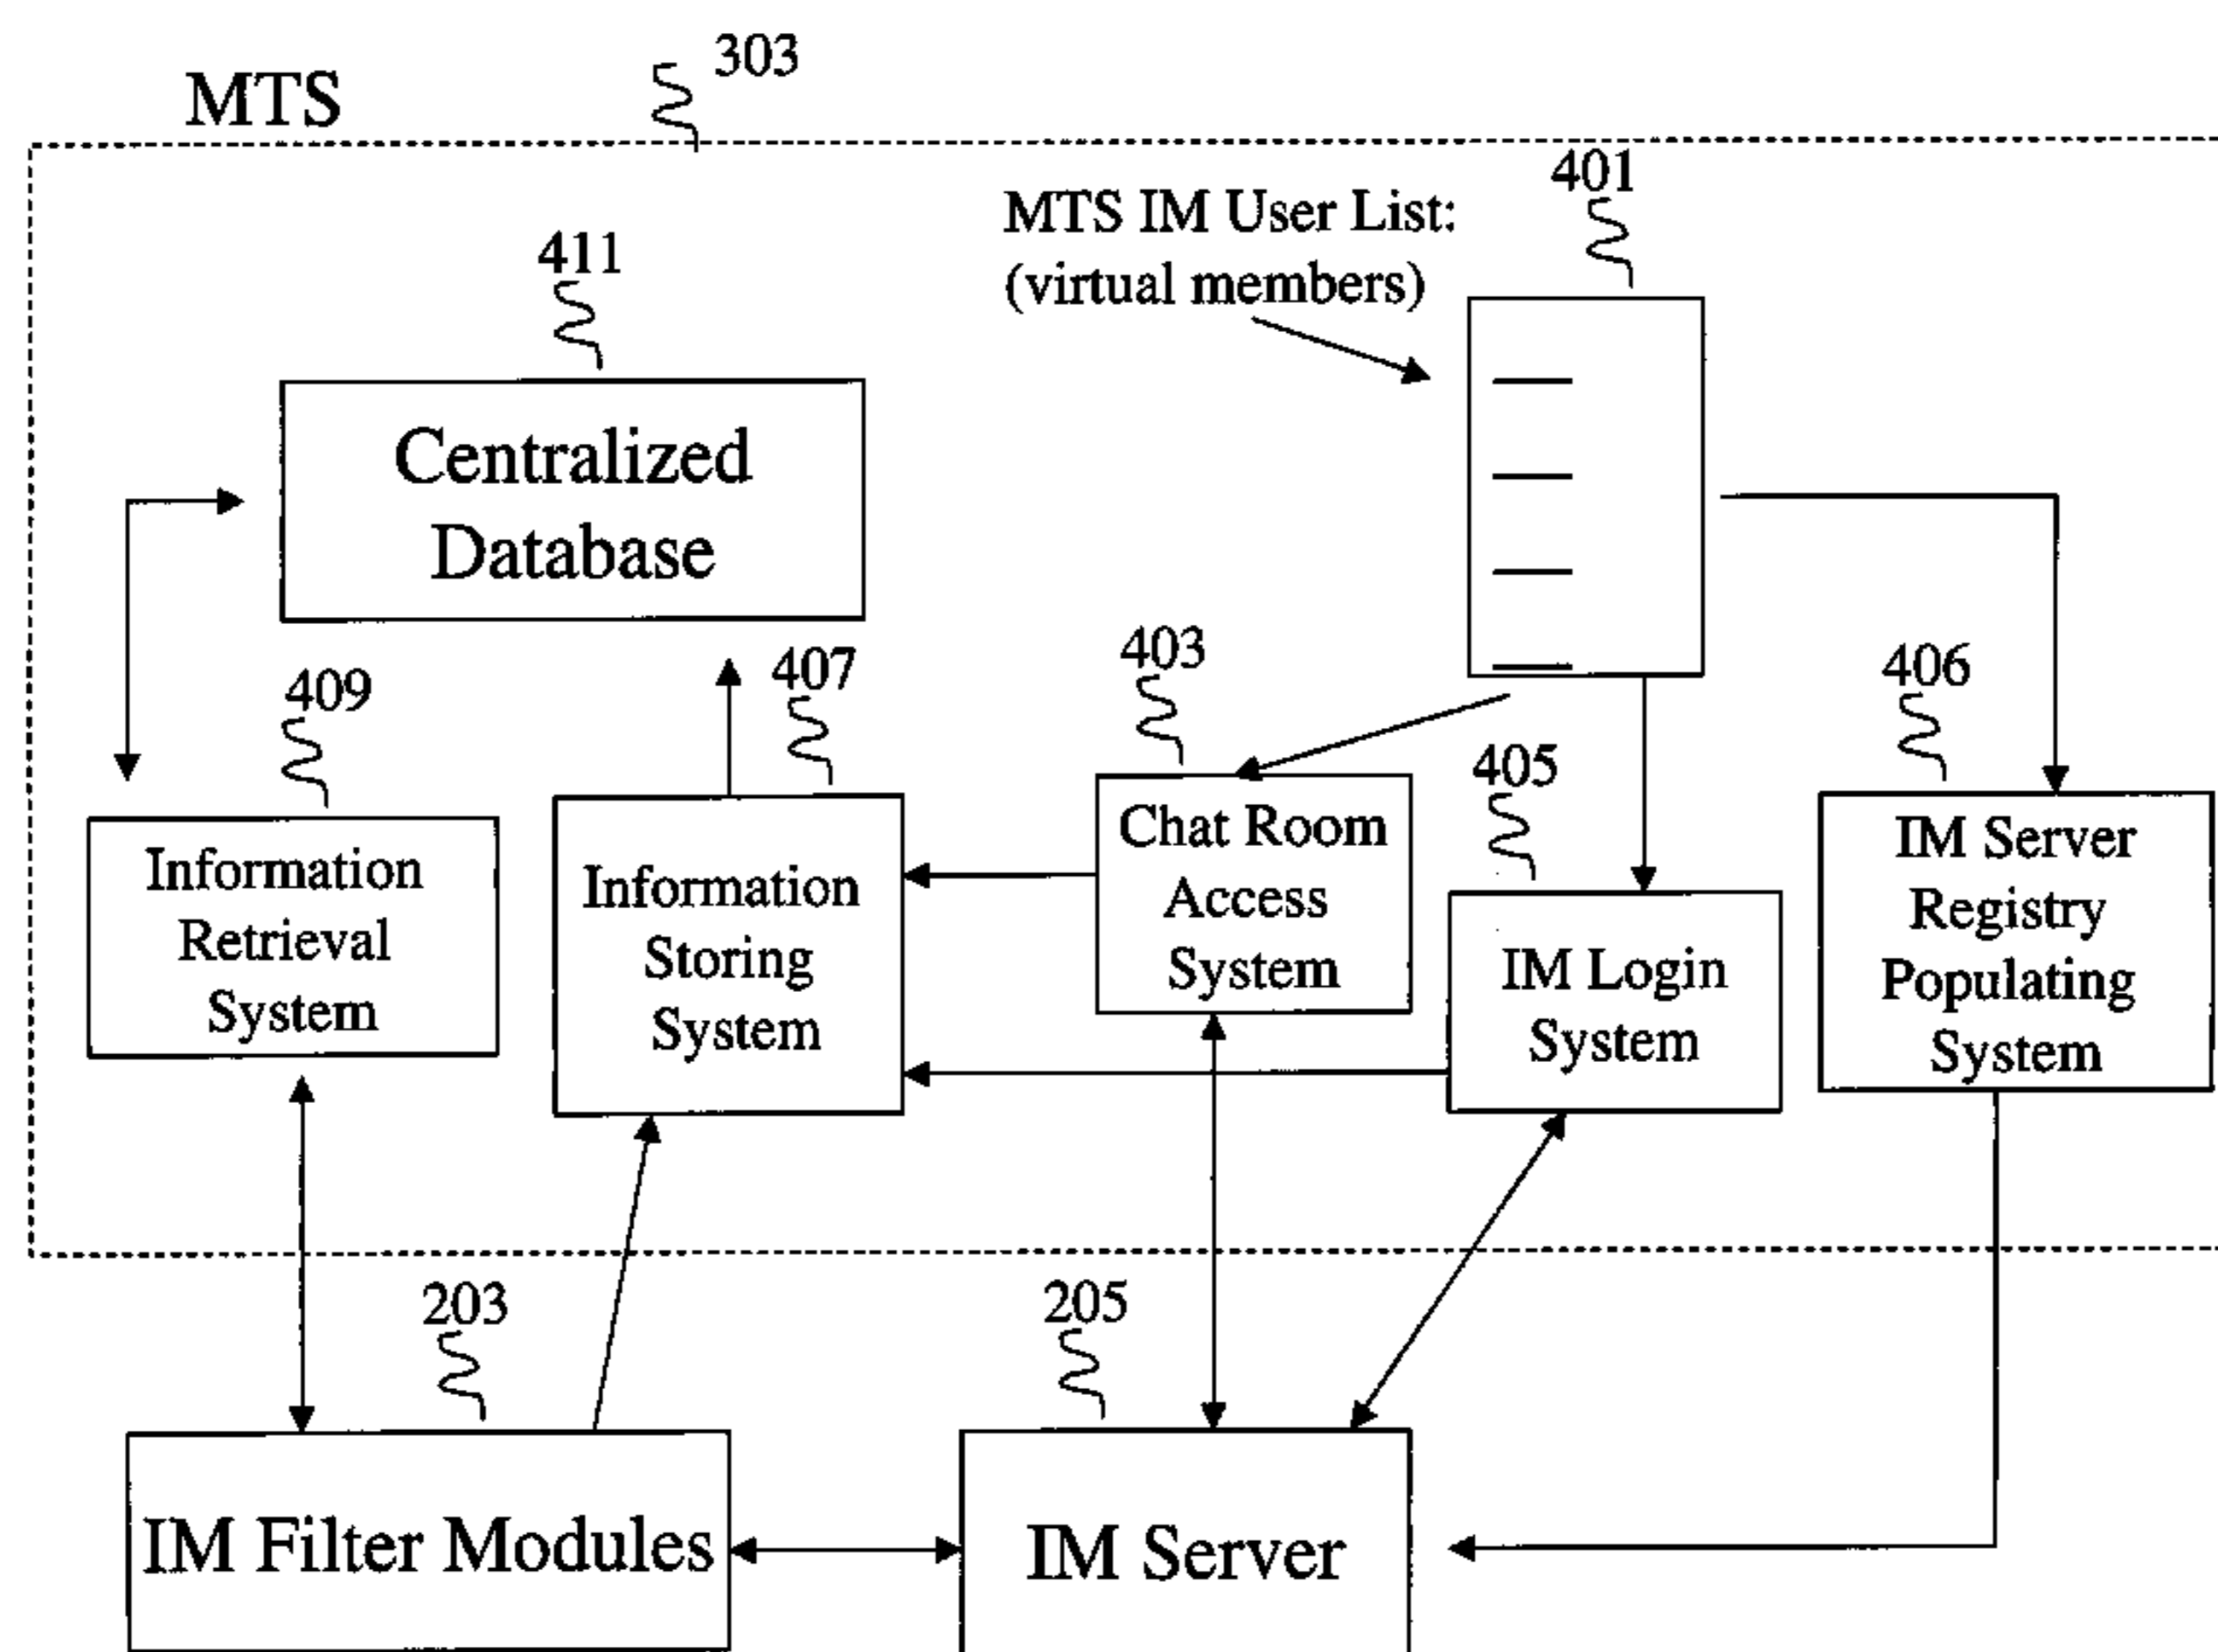 303
MTS
401
MTS IM User List:
(virtual members)
411
Centralized
Database
403
407
406
409
405
Chat Room
Access
System
IM Server
Registry
Populating
System
Information
Retrieval
System
Information
Storing
System
IM Login
System
203
205
IM Filter Modules
IM Server